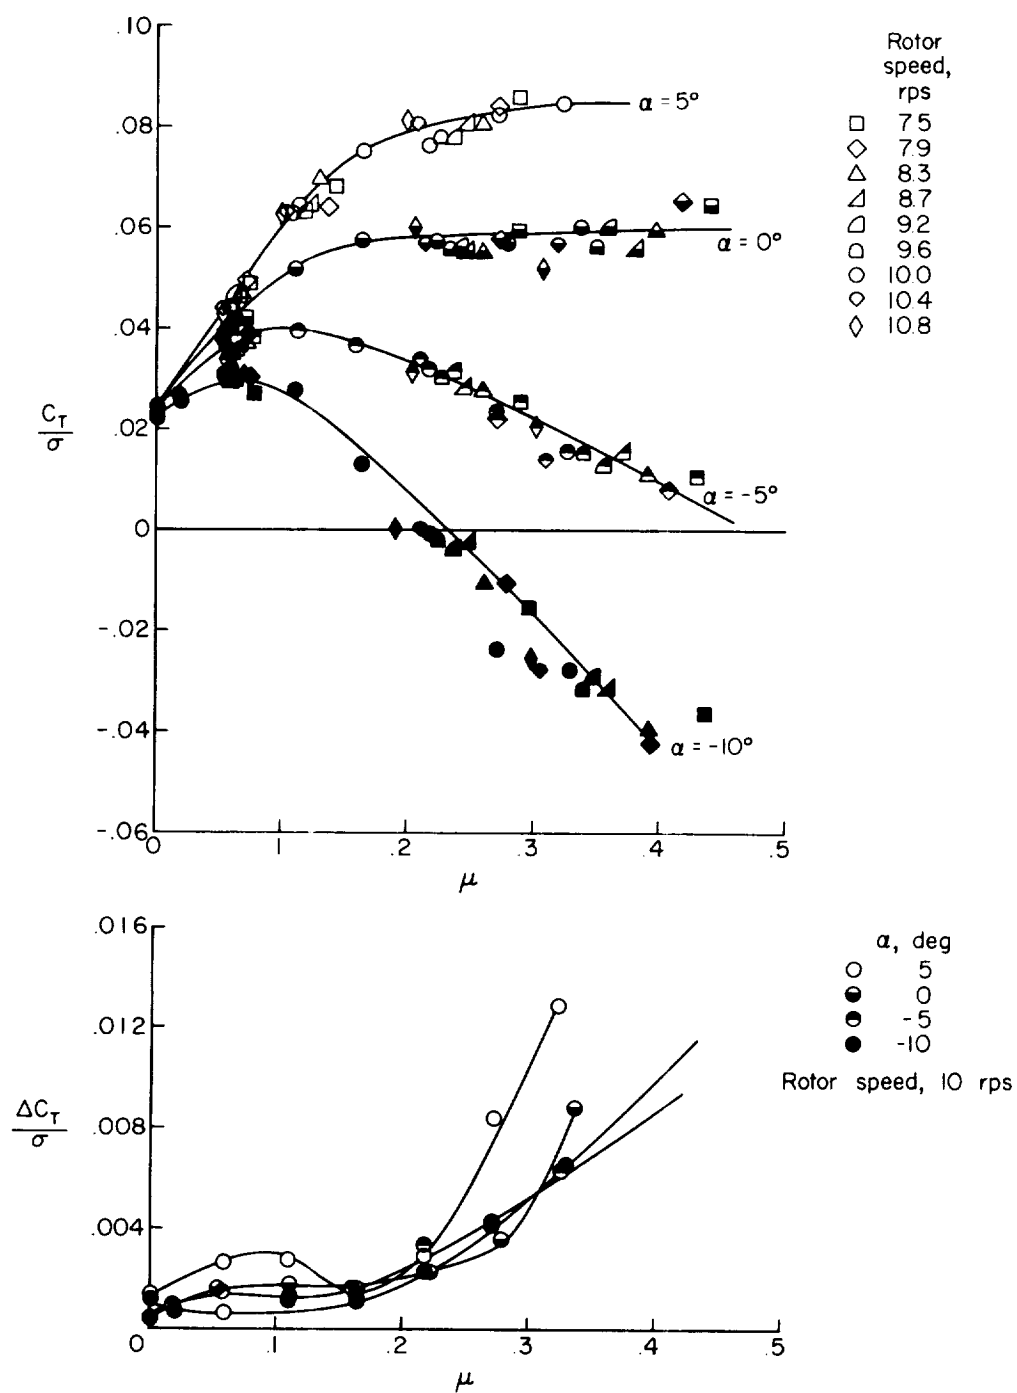 .10
.08
.06
.04
.02
0
-.02
-.04
-.06
C_T
σ
0 .1 .2 .3 .4 .5
μ
α = 5°
α = 0°
α = -5°
α = -10°
Rotor
speed,
rps
7.5
7.9
8.3
8.7
9.2
9.6
10.0
10.4
10.8
.016
.012
.008
.004
ΔC_T
σ
0 .1 .2 .3 .4 .5
μ
α, deg
5
0
-5
-10
Rotor speed, 10 rps